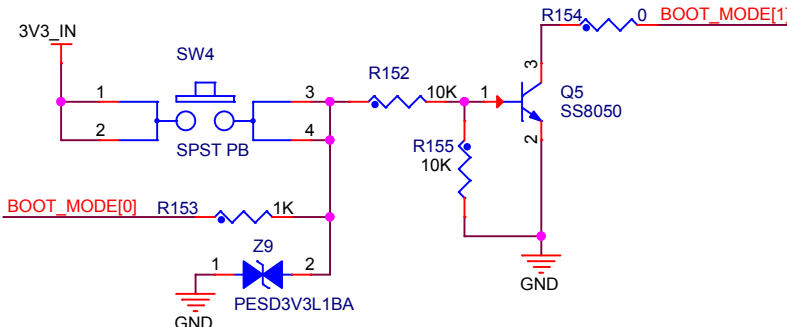 R154 0 BOOT_MODE[1]
3V3_IN
SW4
R152
3
Q5
1 3 10K 1 SS8050
2 4
SPST PB R155 2
10K
BOOT_MODE[0] R153 1K
Z9
1 2
PESD3V3L1BA
GND
GND